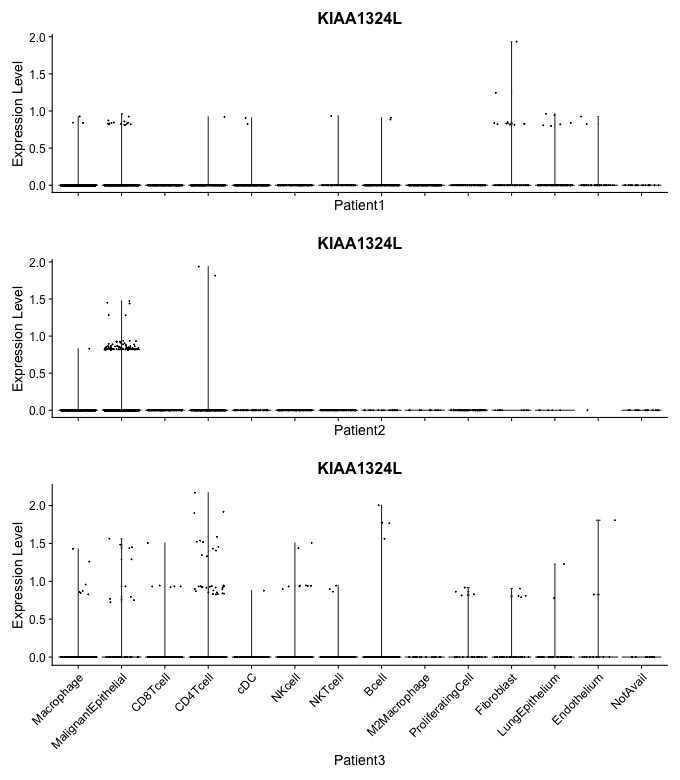 KIAA1324L
Expression Level
2.0
1.5
1.0
0.5
0.0
Patient1
KIAA1324L
Expression Level
2.0
1.5
1.0
0.5
0.0
Patient2
KIAA1324L
Expression Level
2.0
1.5
1.0
0.5
0.0
Macrophage
MalignantEpithelial
CD8Tcell
CD4Tcell
cDC
NKcell
NKTcell
Bcell
M2Macrophage
ProliferatingCell
Fibroblast
LungEpithelium
Endothelium
NotAvail
Patient3